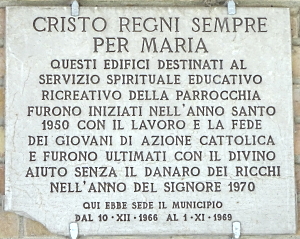 CRISTO REGNI SEMPRE
PER MARIA
QUESTI EDIFICI DESTINATI AL
SERVIZIO SPIRITUALE EDUCATIVO
RICREATIVO DELLA PARROCCHIA
FURONO INIZIATI NELL'ANNO SANTO
1950 CON IL LAVORO E LA FEDE
DEI GIOVANI DI AZIONE CATTOLICA
E FURONO ULTIMATI CON IL DIVINO
AIUTO SENZA IL DANARO DEI RICCHI
NELL'ANNO DEL SIGNORE 1970
QUI EBBE SEDE IL MUNICIPIO
DAL 10-XII-1966 AL 1-XI-1969